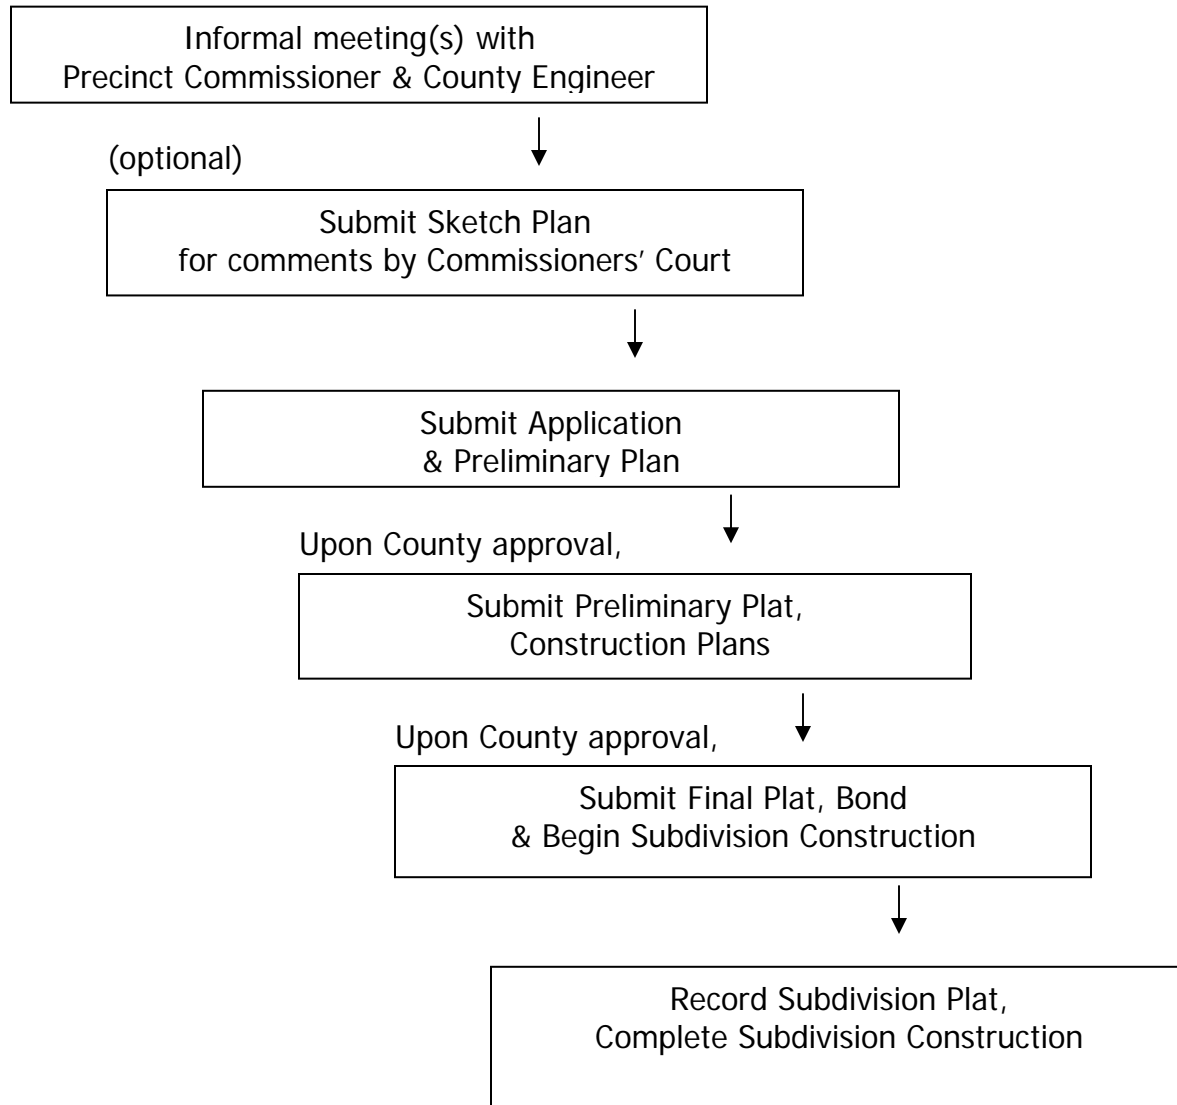 Informal meeting(s) with
Precinct Commissioner & County Engineer
(optional)
Submit Sketch Plan
for comments by Commissioners’ Court
Submit Application
& Preliminary Plan
Upon County approval,
Submit Preliminary Plat,
Construction Plans
Upon County approval,
Submit Final Plat, Bond
& Begin Subdivision Construction
Record Subdivision Plat,
Complete Subdivision Construction